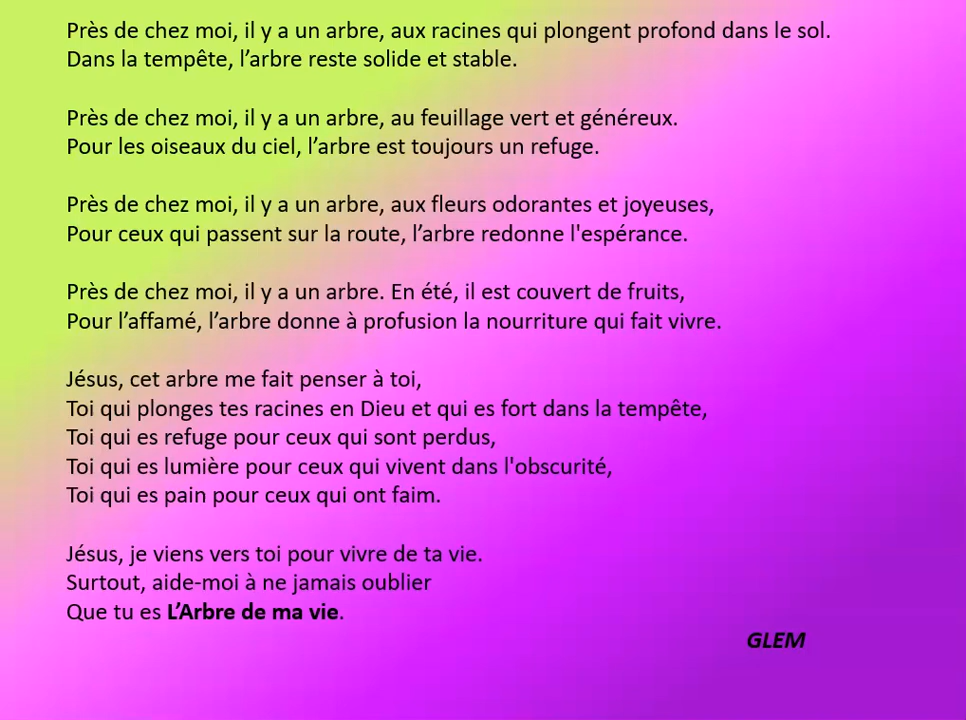 Près de chez moi, il y a un arbre, aux racines qui plongent profond dans le sol.
Dans la tempête, l’arbre reste solide et stable.
Près de chez moi, il y a un arbre, au feuillage vert et généreux.
Pour les oiseaux du ciel, l’arbre est toujours un refuge.
Près de chez moi, il y a un arbre, aux fleurs odorantes et joyeuses,
Pour ceux qui passent sur la route, l’arbre redonne l'espérance.
Près de chez moi, il y a un arbre. En été, il est couvert de fruits,
Pour l’affamé, l’arbre donne à profusion la nourriture qui fait vivre.
Jésus, cet arbre me fait penser à toi,
Toi qui plonges tes racines en Dieu et qui es fort dans la tempête,
Toi qui es refuge pour ceux qui sont perdus,
Toi qui es lumière pour ceux qui vivent dans l'obscurité,
Toi qui es pain pour ceux qui ont faim.
Jésus, je viens vers toi pour vivre de ta vie.
Surtout, aide-moi à ne jamais oublier
Que tu es L’Arbre de ma vie.
GLEM